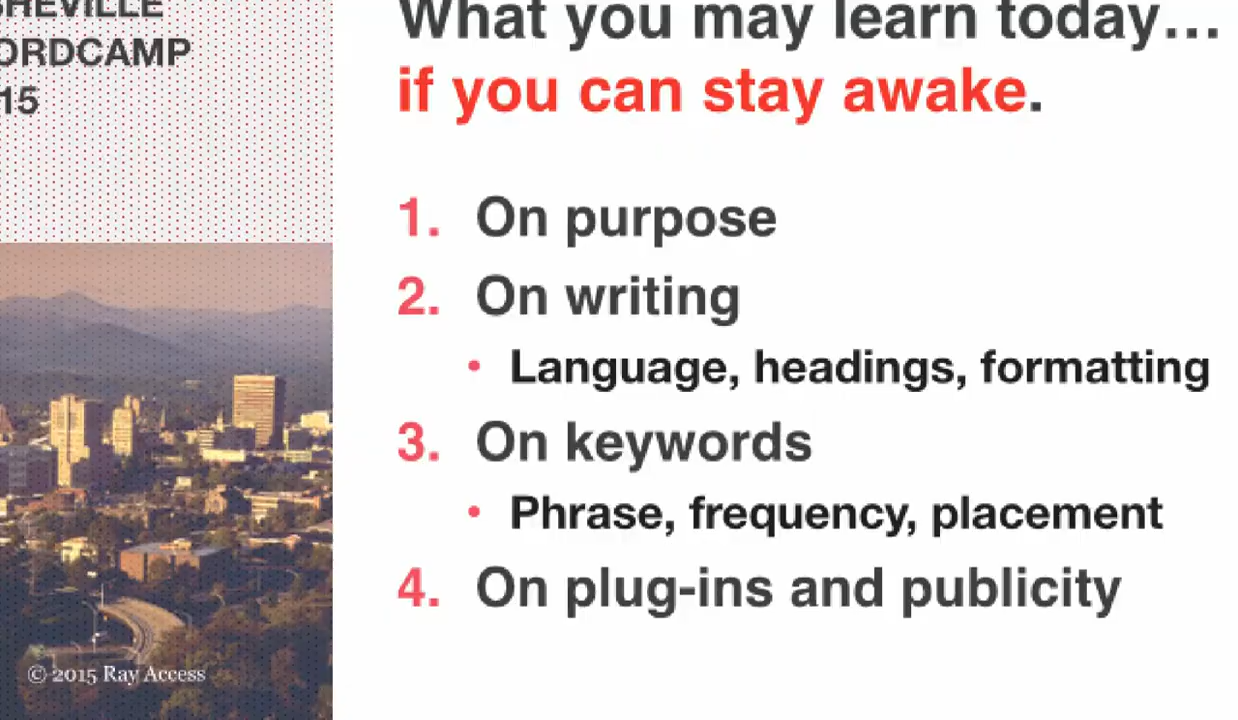 HEVILLE
ORDCAMP
15
What you may learn today…
if you can stay awake.
1. On purpose
2. On writing
• Language, headings, formatting
3. On keywords
• Phrase, frequency, placement
4. On plug-ins and publicity
© 2015 Ray Access